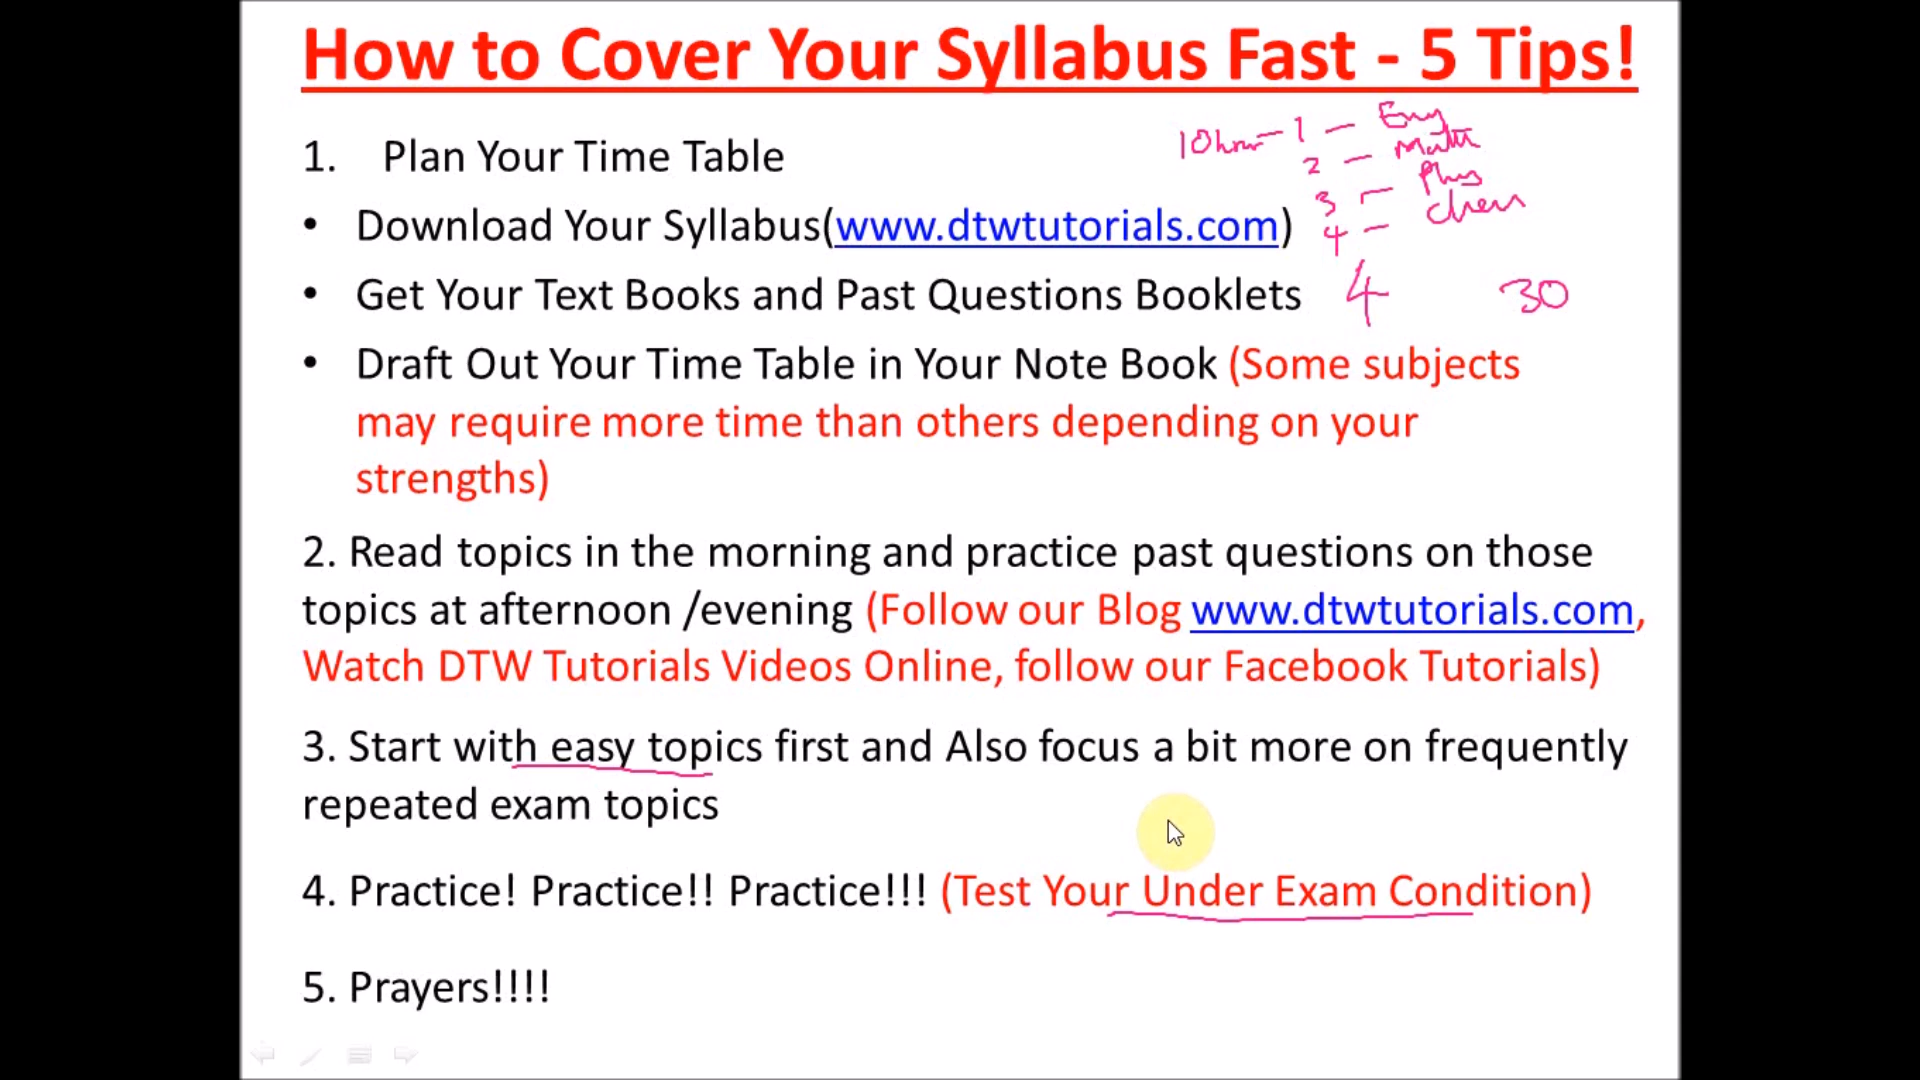 How to Cover Your Syllabus Fast - 5 Tips!
10hour - 1 - Eng
2 - Math
1. Plan Your Time Table
3 - Phy
4 - Chem
• Download Your Syllabus(www.dtwtutorials.com)
• Get Your Text Books and Past Questions Booklets 4 30
• Draft Out Your Time Table in Your Note Book (Some subjects
may require more time than others depending on your
strengths)
2. Read topics in the morning and practice past questions on those
topics at afternoon /evening (Follow our Blog www.dtwtutorials.com,
Watch DTW Tutorials Videos Online, follow our Facebook Tutorials)
3. Start with easy topics first and Also focus a bit more on frequently
repeated exam topics
4. Practice! Practice!! Practice!!! (Test Your Under Exam Condition)
5. Prayers!!!!